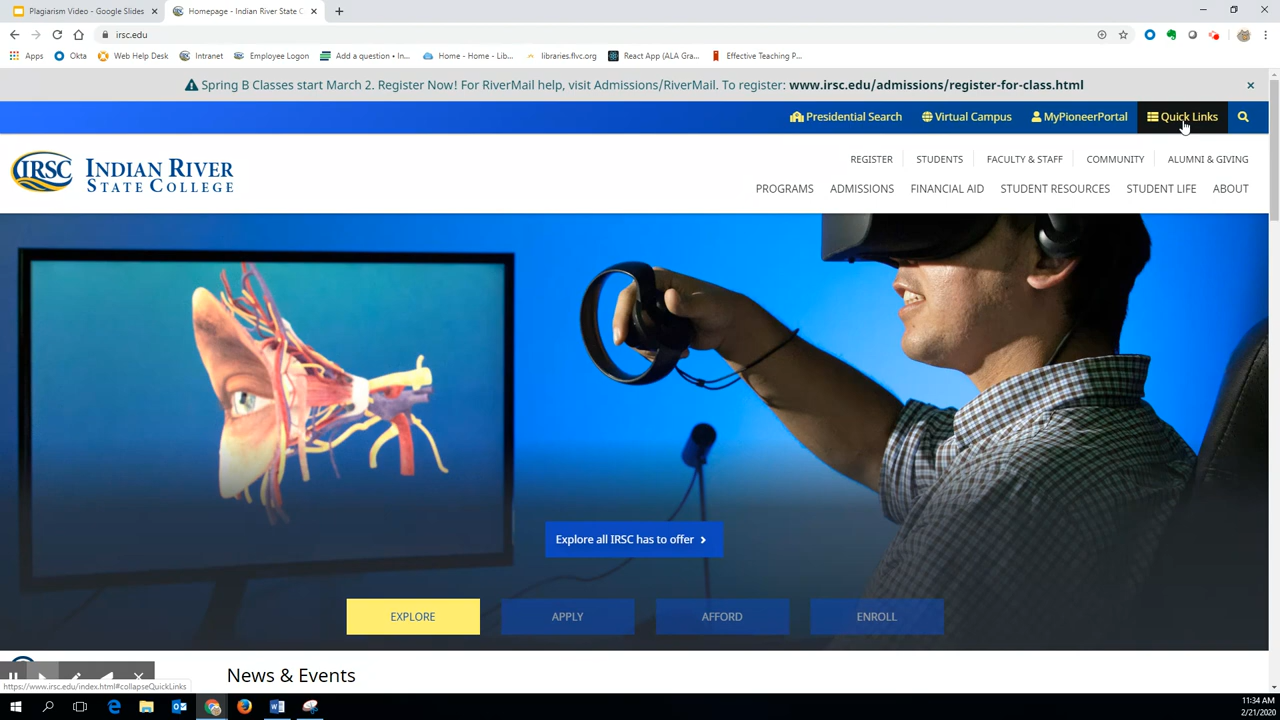 Plagiarism Video - Google Slides
Homepage - Indian River State C
irsc.edu
Apps
Okta
Web Help Desk
Intranet
Employee Logon
Add a question • In...
Home - Home - Lib...
libraries.flvc.org
React App (ALA Gra...
Effective Teaching P...
Spring B Classes start March 2. Register Now! For RiverMail help, visit Admissions/RiverMail. To register: www.irsc.edu/admissions/register-for-class.html
Presidential Search
Virtual Campus
MyPioneerPortal
Quick Links
IRSC
INDIAN RIVER
STATE COLLEGE
REGISTER
STUDENTS
FACULTY & STAFF
COMMUNITY
ALUMNI & GIVING
PROGRAMS
ADMISSIONS
FINANCIAL AID
STUDENT RESOURCES
STUDENT LIFE
ABOUT
Explore all IRSC has to offer
EXPLORE
APPLY
AFFORD
ENROLL
News & Events
https://www.irsc.edu/index.html#collapseQuickLinks
11:34 AM
2/21/2020